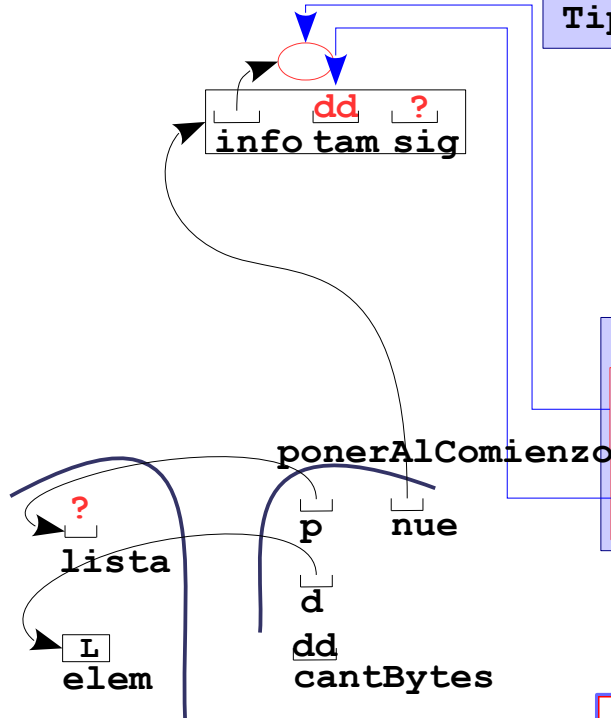 Tip
dd ?
info tam sig
ponerAlComienzo
?
p nue
lista
d
L dd
elem cantBytes